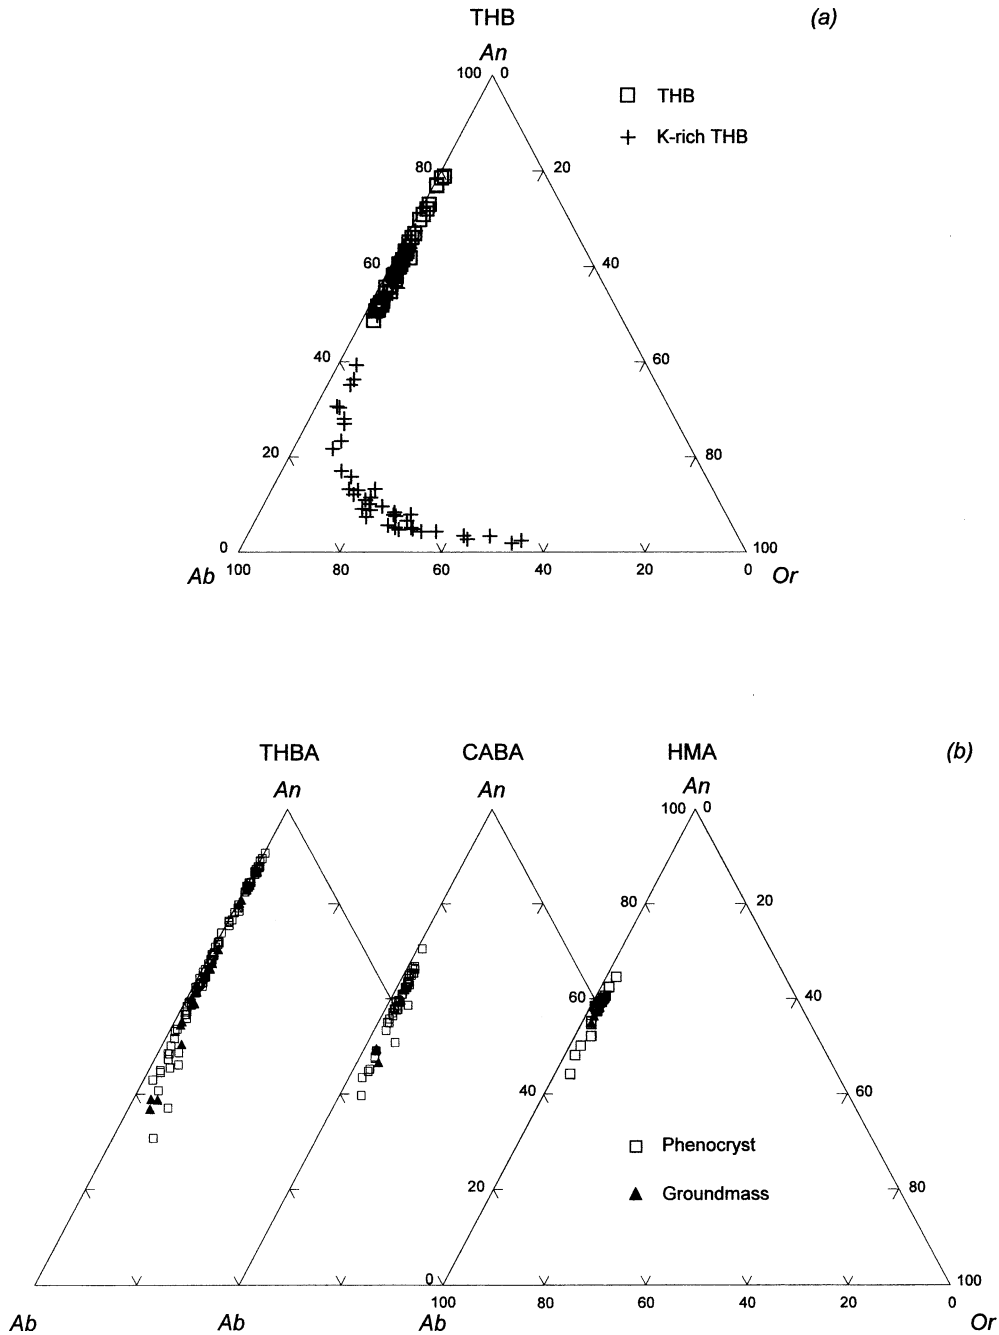 THB (a)
An
100 0
THB
K-rich THB
80 20
60 40
40 60
20 80
0 100
100 80 60 40 20 0
Ab Or
THBA CABA HMA (b)
An An An
100 0
80 20
60 40
40 60
Phenocryst
20 80
Groundmass
0 100
100 80 60 40 20 0
Ab Ab Ab Or